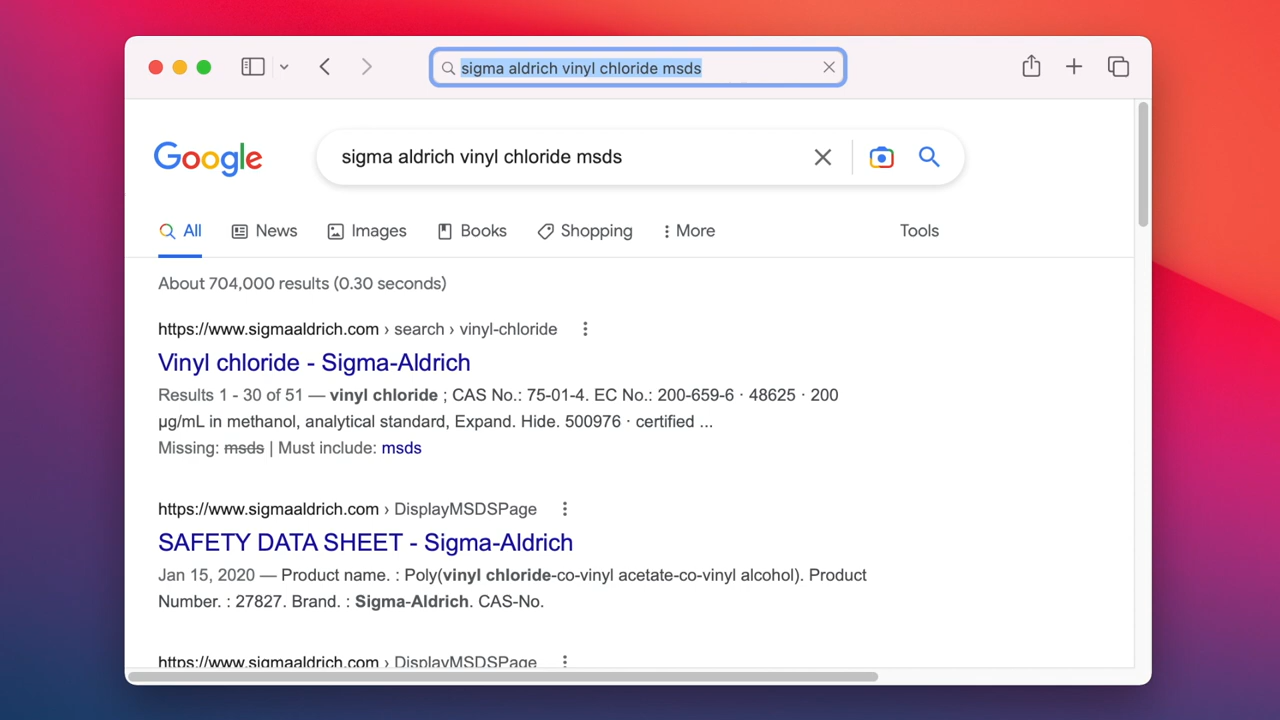 sigma aldrich vinyl chloride msds
Google
sigma aldrich vinyl chloride msds
All News Images Books Shopping More Tools
About 704,000 results (0.30 seconds)
https://www.sigmaaldrich.com › search › vinyl-chloride
Vinyl chloride - Sigma-Aldrich
Results 1 - 30 of 51 — vinyl chloride ; CAS No.: 75-01-4. EC No.: 200-659-6 · 48625 · 200
µg/mL in methanol, analytical standard, Expand. Hide. 500976 · certified ...
Missing: msds | Must include: msds
https://www.sigmaaldrich.com › DisplayMSDSPage
SAFETY DATA SHEET - Sigma-Aldrich
Jan 15, 2020 — Product name. : Poly(vinyl chloride-co-vinyl acetate-co-vinyl alcohol). Product
Number. : 27827. Brand. : Sigma-Aldrich. CAS-No.
https://www.sigmaaldrich.com › DisplayMSDSPage